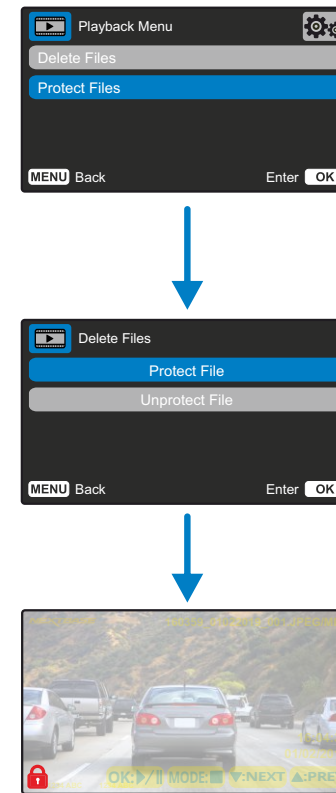 Playback Menu
Delete Files
Protect Files
MENU Back Enter OK
Delete Files
Protect File
Unprotect File
MENU Back Enter OK
OK: MODE: :NEXT :PRE